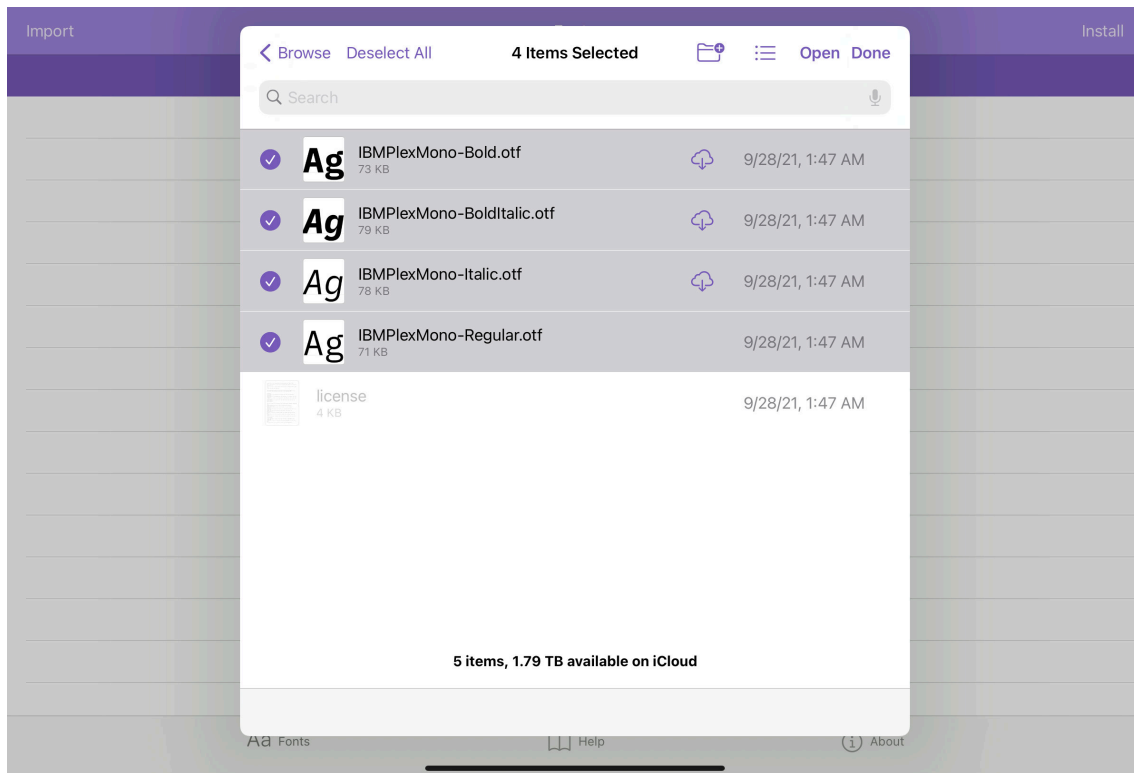 Import
Install
Browse Deselect All 4 Items Selected Open Done
Search
Ag IBMPlexMono-Bold.otf 9/28/21, 1:47 AM
73 KB
Ag IBMPlexMono-BoldItalic.otf 9/28/21, 1:47 AM
79 KB
Ag IBMPlexMono-Italic.otf 9/28/21, 1:47 AM
78 KB
Ag IBMPlexMono-Regular.otf 9/28/21, 1:47 AM
71 KB
license 9/28/21, 1:47 AM
4 KB
5 items, 1.79 TB available on iCloud
Aa Fonts Help About